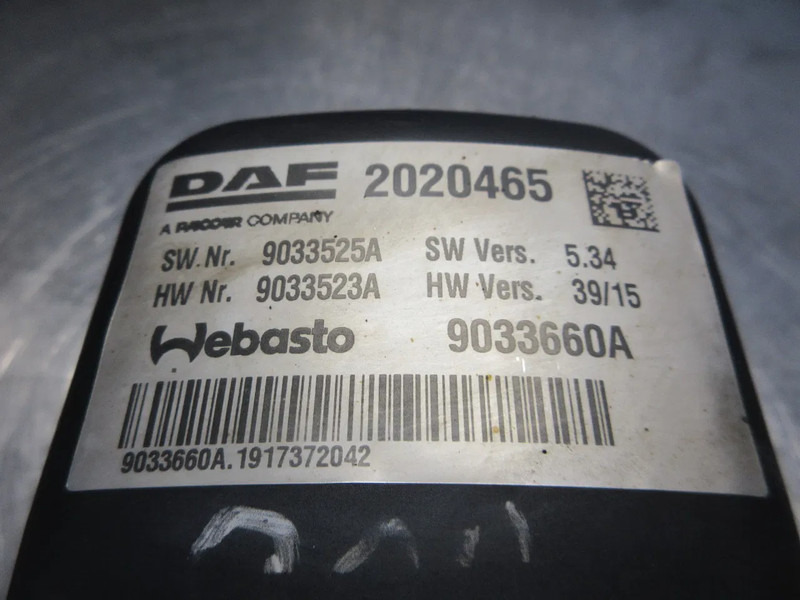 DAF 2020465
A PACCAR COMPANY
SW. Nr. 9033525A SW Vers. 5.34
HW Nr. 9033523A HW Vers. 39/15
Webasto 9033660A
9033660A.1917372042